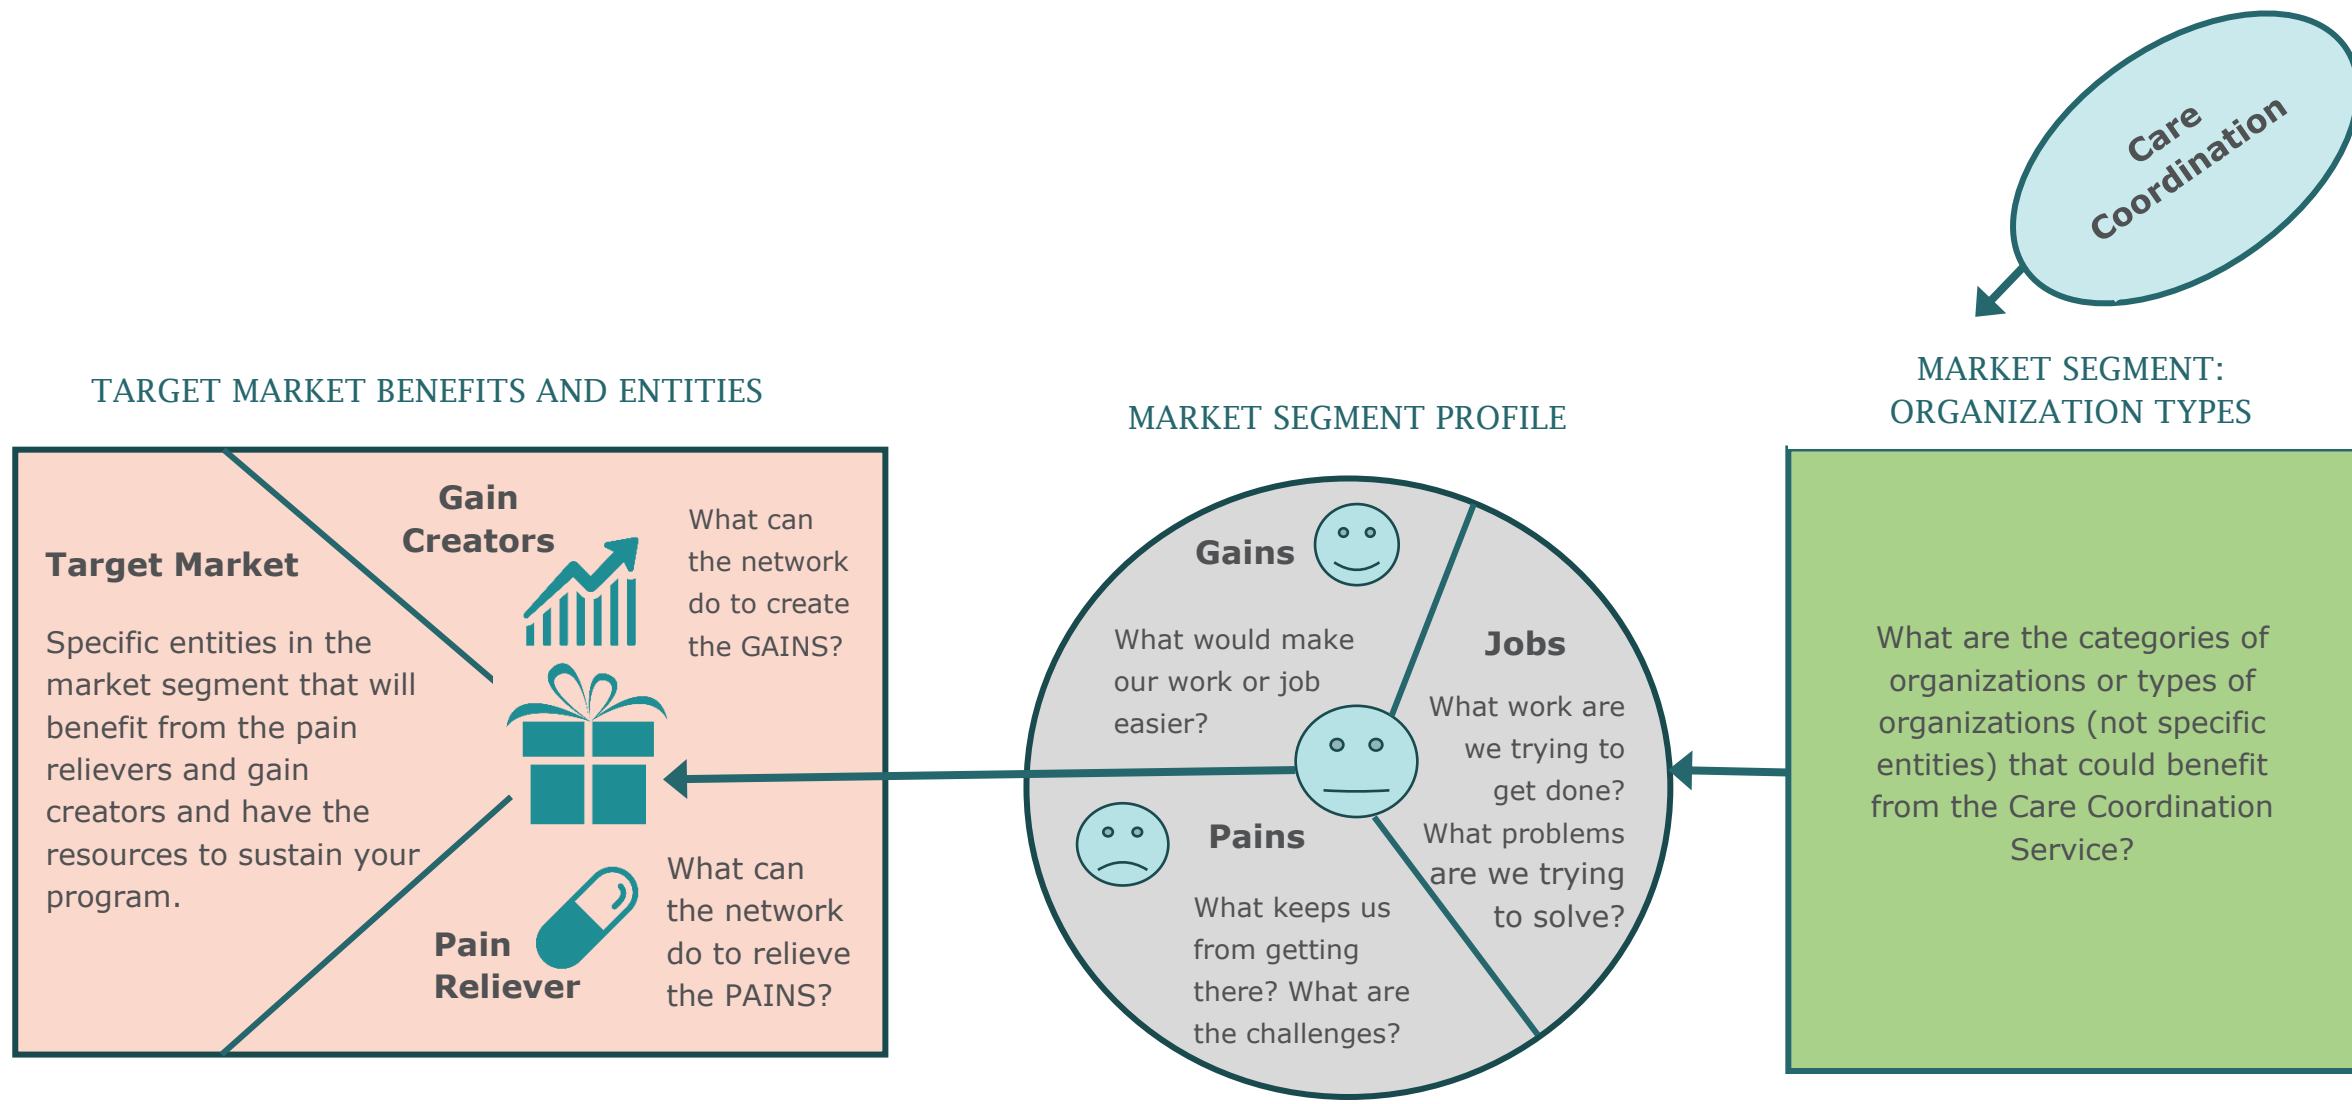 Care
Coordination
TARGET MARKET BENEFITS AND ENTITIES
Target Market
Specific entities in the
market segment that will
benefit from the pain
relievers and gain
creators and have the
resources to sustain your
program.
Gain
Creators
What can
the network
do to create
the GAINS?
Pain
Reliever
What can
the network
do to relieve
the PAINS?
MARKET SEGMENT PROFILE
Gains
What would make
our work or job
easier?
Jobs
What work are
we trying to
get done?
What problems
are we trying
to solve?
Pains
What keeps us
from getting
there? What are
the challenges?
MARKET SEGMENT:
ORGANIZATION TYPES
What are the categories of
organizations or types of
organizations (not specific
entities) that could benefit
from the Care Coordination
Service?